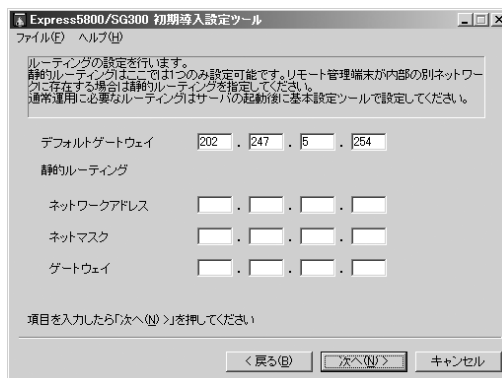 Express5800/SG300 初期導入設定ツール
ファイル(F) ヘルプ(H)
ルーティングの設定を行います。
静的ルーティングはここでは1つのみ設定可能です。リモート管理端末が内部の別ネットワー
クに存在する場合は静的ルーティングを指定してください。
通常運用に必要なルーティングはサーバの起動後に基本設定ツールで設定してください。
デフォルトゲートウェイ 202 . 247 . 5 . 254
静的ルーティング
ネットワークアドレス . . .
ネットマスク . . .
ゲートウェイ . . .
項目を入力したら「次へ(N) >」を押してください
< 戻る(B) 次へ(N) > キャンセル